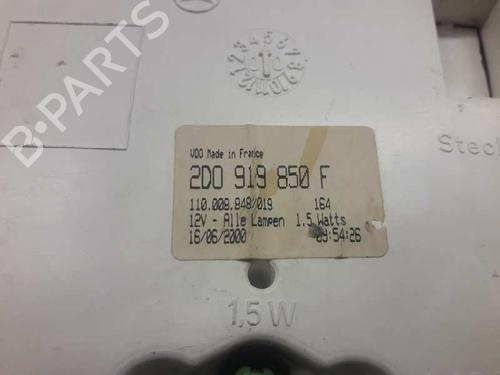 B-PARTS
VDO Made in France
2D0 919 850 F
110.008.848/019 164
12V - Alle Lampen 1.5 Watts
16/06/2000 09:54:26
1,5 W
Stec